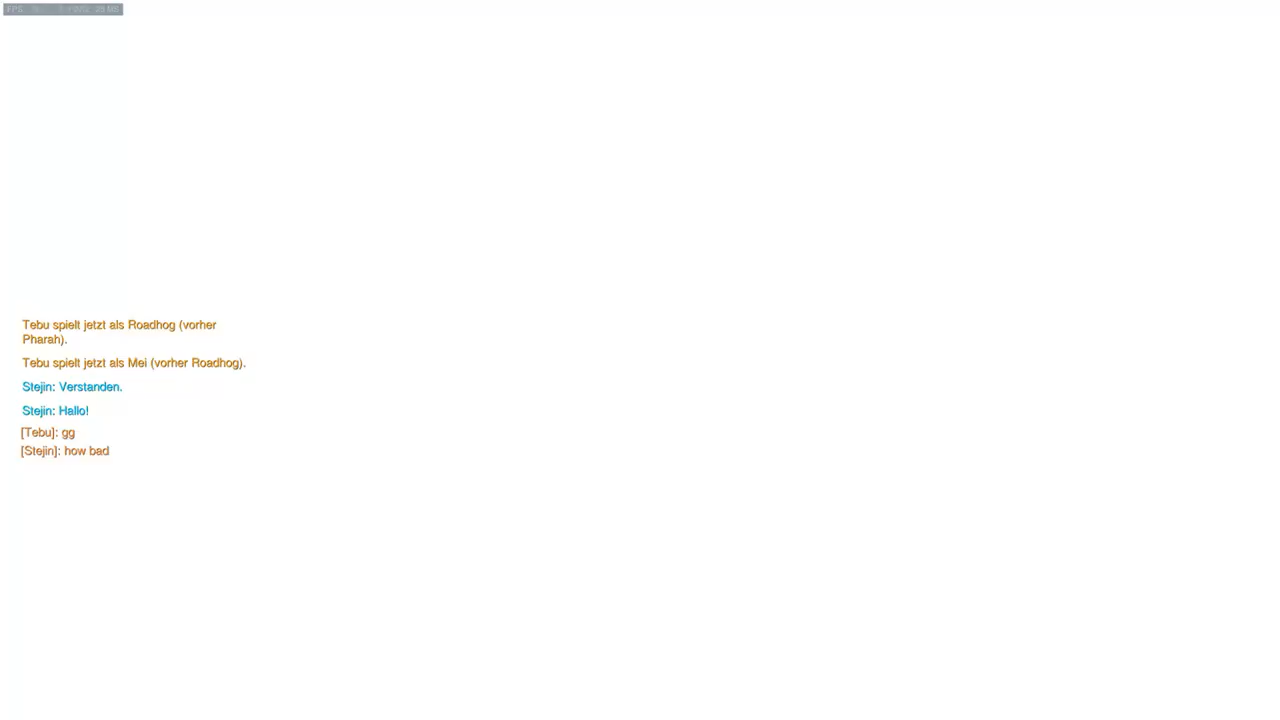 FPS
Tebu spielt jetzt als Roadhog (vorher
Pharah).
Tebu spielt jetzt als Mei (vorher Roadhog).
Stejin: Verstanden.
Stejin: Hallo!
[Tebu]: gg
[Stejin]: how bad